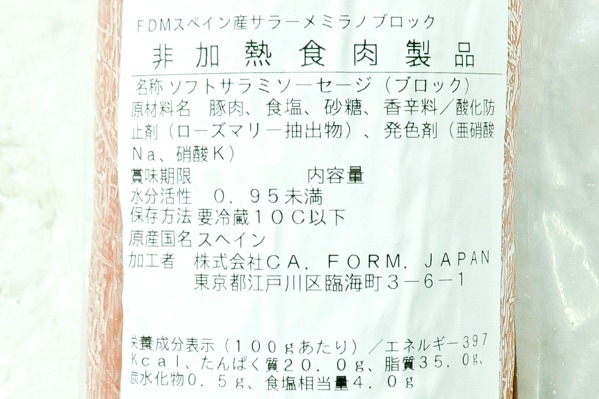 FDMスペイン産サラーメミラノブロック
非加熱食肉製品
名称 ソフトサラミソーセージ（ブロック）
原材料名 豚肉、食塩、砂糖、香辛料／酸化防
止剤（ローズマリー抽出物）、発色剤（亜硝酸
Na、硝酸K）
賞味期限 内容量
水分活性 0．95未満
保存方法 要冷蔵10C以下
原産国名 スペイン
加工者 株式会社CA．FORM．JAPAN
東京都江戸川区臨海町3－6－1
栄養成分表示（100gあたり）／エネルギー397
Kcal、たんぱく質20．0g、脂質35．0g、
炭水化物0．5g、食塩相当量4．0g